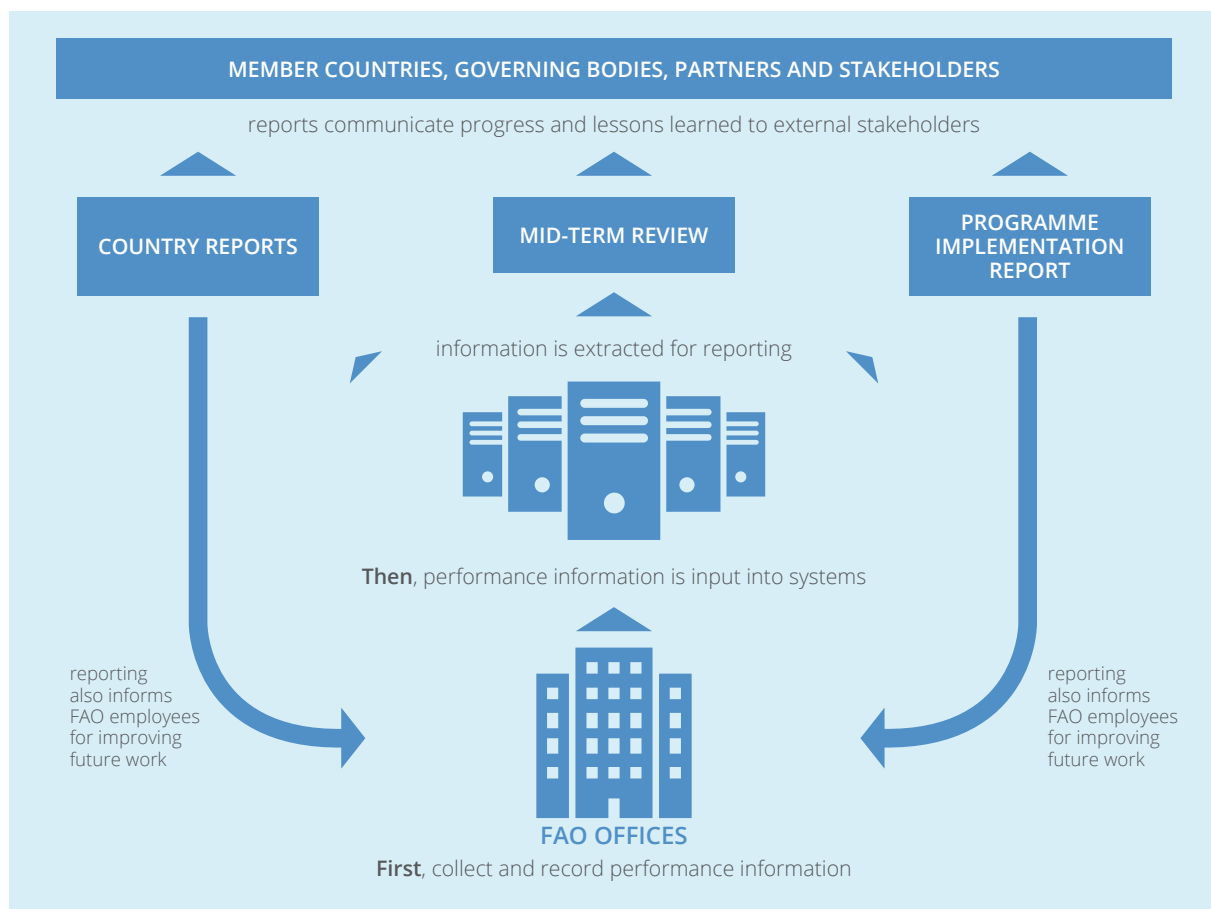 MEMBER COUNTRIES, GOVERNING BODIES, PARTNERS AND STAKEHOLDERS
reports communicate progress and lessons learned to external stakeholders
COUNTRY REPORTS
MID-TERM REVIEW
PROGRAMME
IMPLEMENTATION
REPORT
information is extracted for reporting
Then, performance information is input into systems
reporting
also informs
FAO employees
for improving
future work
reporting
also informs
FAO employees
for improving
future work
FAO OFFICES
First, collect and record performance information